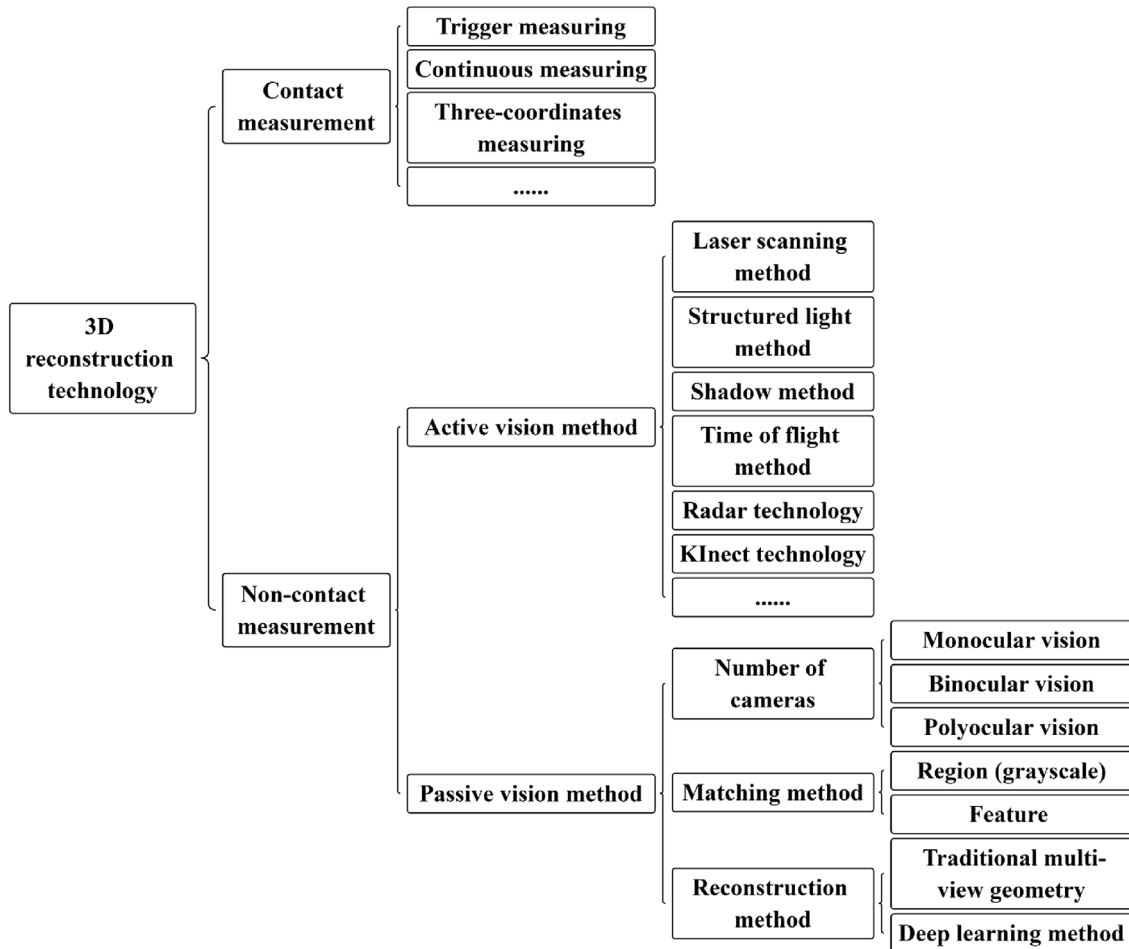 3D
reconstruction
technology
Contact
measurement
Trigger measuring
Continuous measuring
Three-coordinates
measuring
......
Non-contact
measurement
Active vision method
Laser scanning
method
Structured light
method
Shadow method
Time of flight
method
Radar technology
KInect technology
......
Passive vision method
Number of
cameras
Monocular vision
Binocular vision
Polyocular vision
Matching method
Region (grayscale)
Feature
Reconstruction
method
Traditional multi-
view geometry
Deep learning method